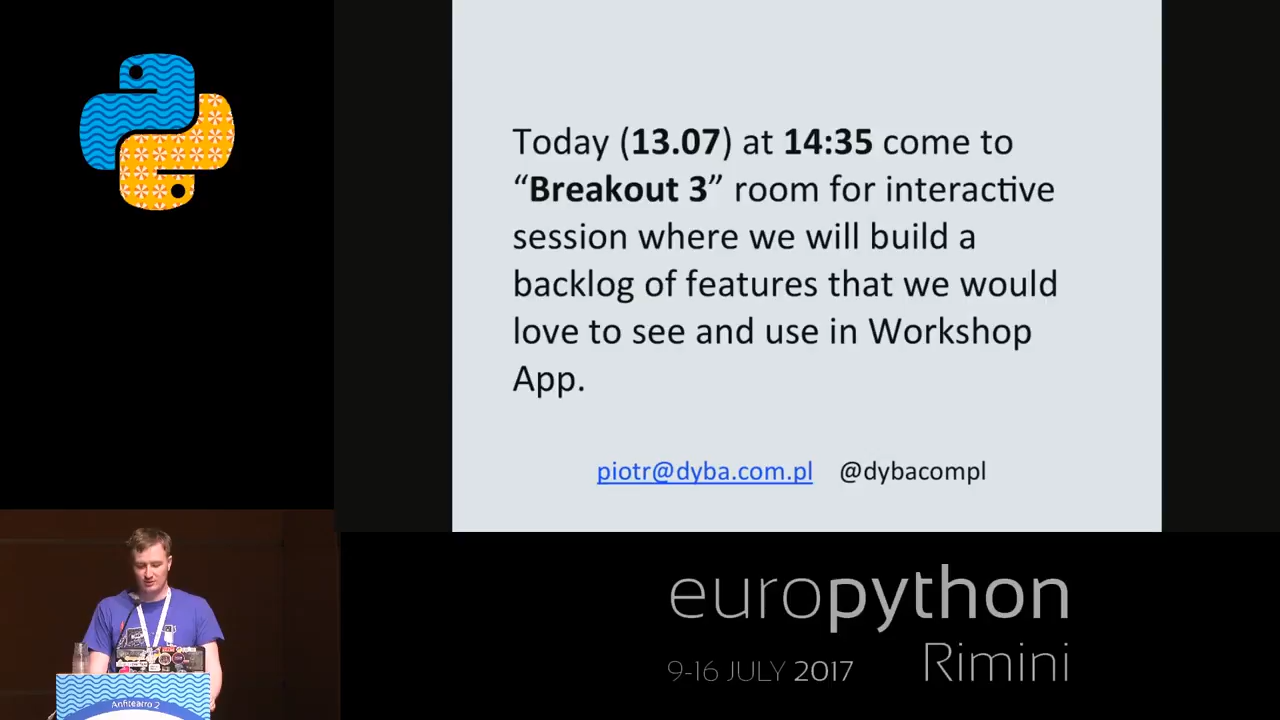 Today (13.07) at 14:35 come to
“Breakout 3” room for interactive
session where we will build a
backlog of features that we would
love to see and use in Workshop
App.
piotr@dyba.com.pl @dybacompl
europython
Rimini
9-16 JULY 2017
Anfiteatro 2